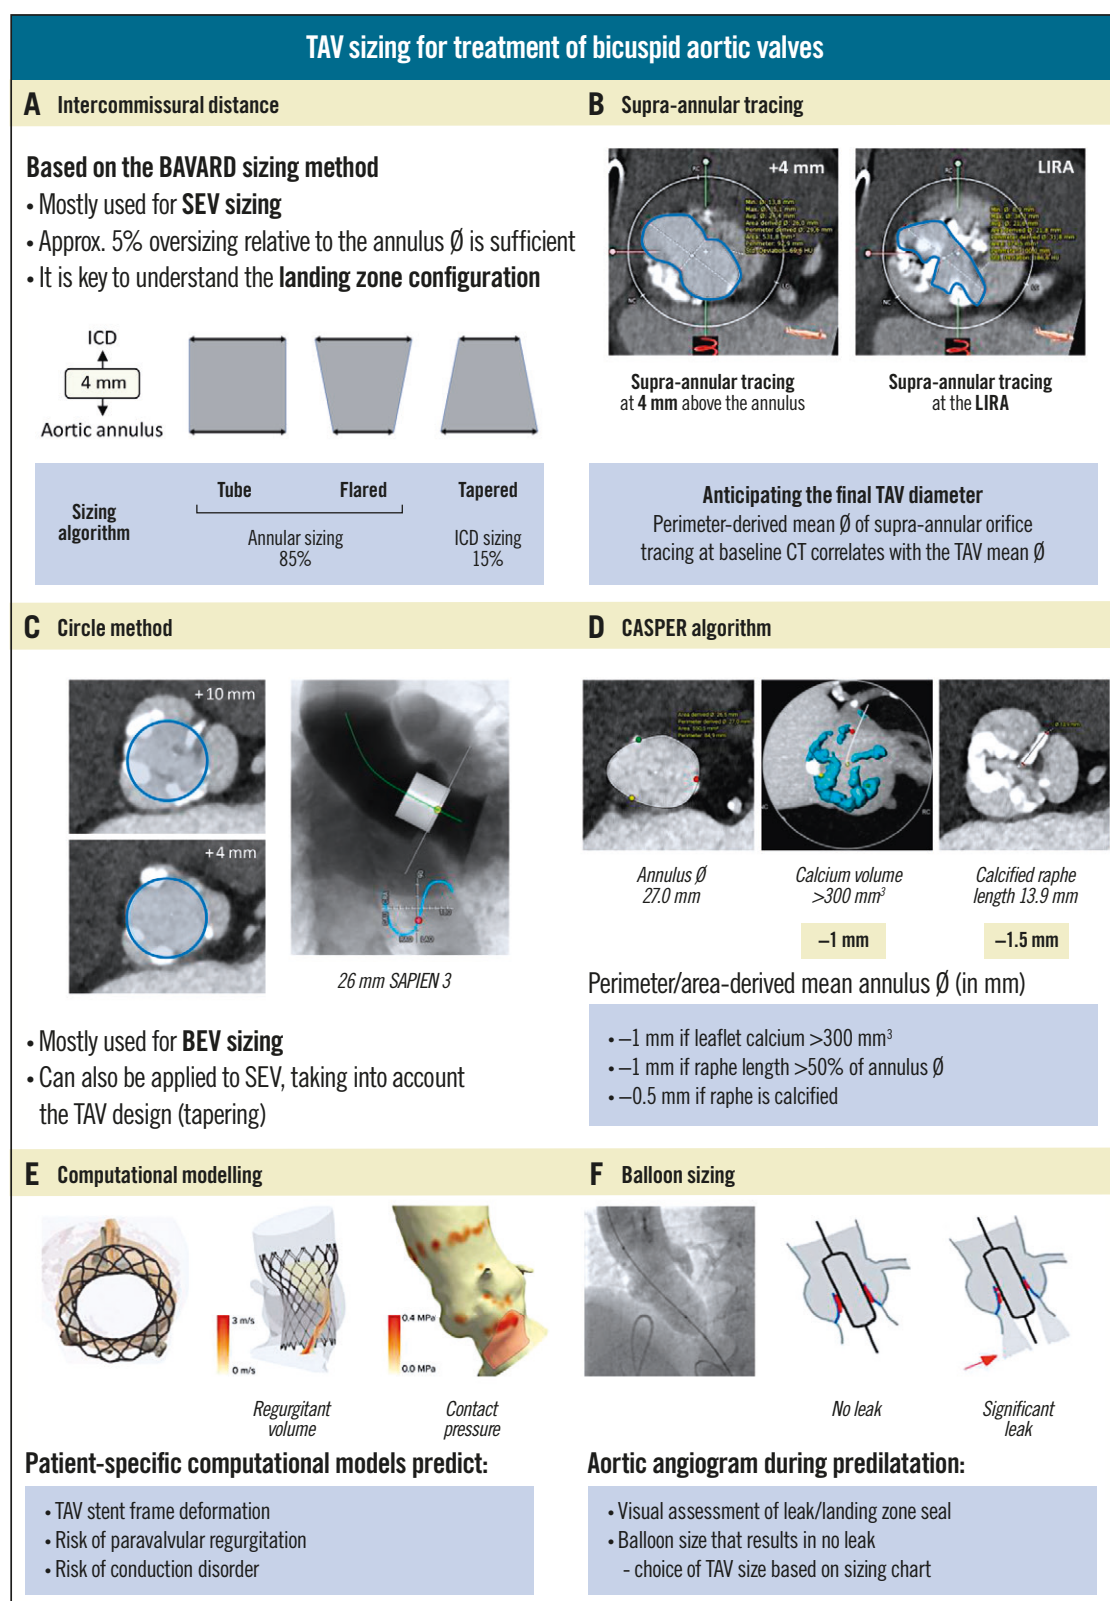 TAV sizing for treatment of bicuspid aortic valves
A Intercommissural distance
Based on the BAVARD sizing method
• Mostly used for SEV sizing
• Approx. 5% oversizing relative to the annulus Ø is sufficient
• It is key to understand the landing zone configuration
ICD
4 mm
Aortic annulus
Sizing
algorithm
Tube
Flared
Tapered
Annular sizing
85%
ICD sizing
15%
B Supra-annular tracing
+4 mm
RC
LC
NC
LIRA
RC
NC
Supra-annular tracing
at 4 mm above the annulus
Supra-annular tracing
at the LIRA
Anticipating the final TAV diameter
Perimeter-derived mean Ø of supra-annular orifice
tracing at baseline CT correlates with the TAV mean Ø
C Circle method
+10 mm
+4 mm
26 mm SAPIEN 3
• Mostly used for BEV sizing
• Can also be applied to SEV, taking into account
the TAV design (tapering)
D CASPER algorithm
RC
Annulus Ø
27.0 mm
Calcium volume
>300 mm³
Calcified raphe
length 13.9 mm
–1 mm
–1.5 mm
Perimeter/area-derived mean annulus Ø (in mm)
• –1 mm if leaflet calcium >300 mm³
• –1 mm if raphe length >50% of annulus Ø
• –0.5 mm if raphe is calcified
E Computational modelling
3 m/s
0 m/s
0.4 MPa
0.0 MPa
Regurgitant
volume
Contact
pressure
Patient-specific computational models predict:
• TAV stent frame deformation
• Risk of paravalvular regurgitation
• Risk of conduction disorder
F Balloon sizing
No leak
Significant
leak
Aortic angiogram during predilatation:
• Visual assessment of leak/landing zone seal
• Balloon size that results in no leak
- choice of TAV size based on sizing chart